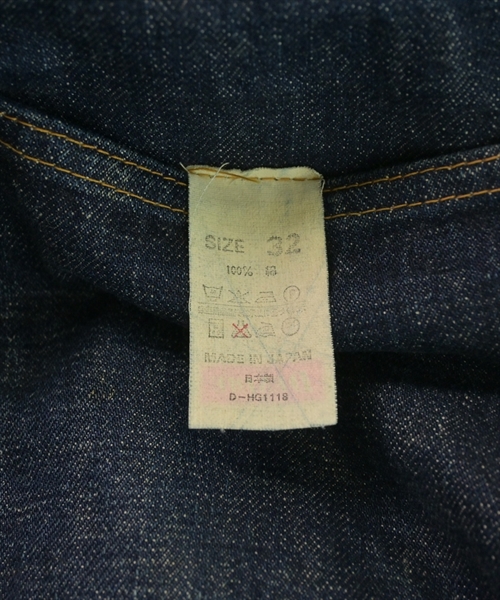 SIZE 32
100% 綿
MADE IN JAPAN
日本製
D-HG1118